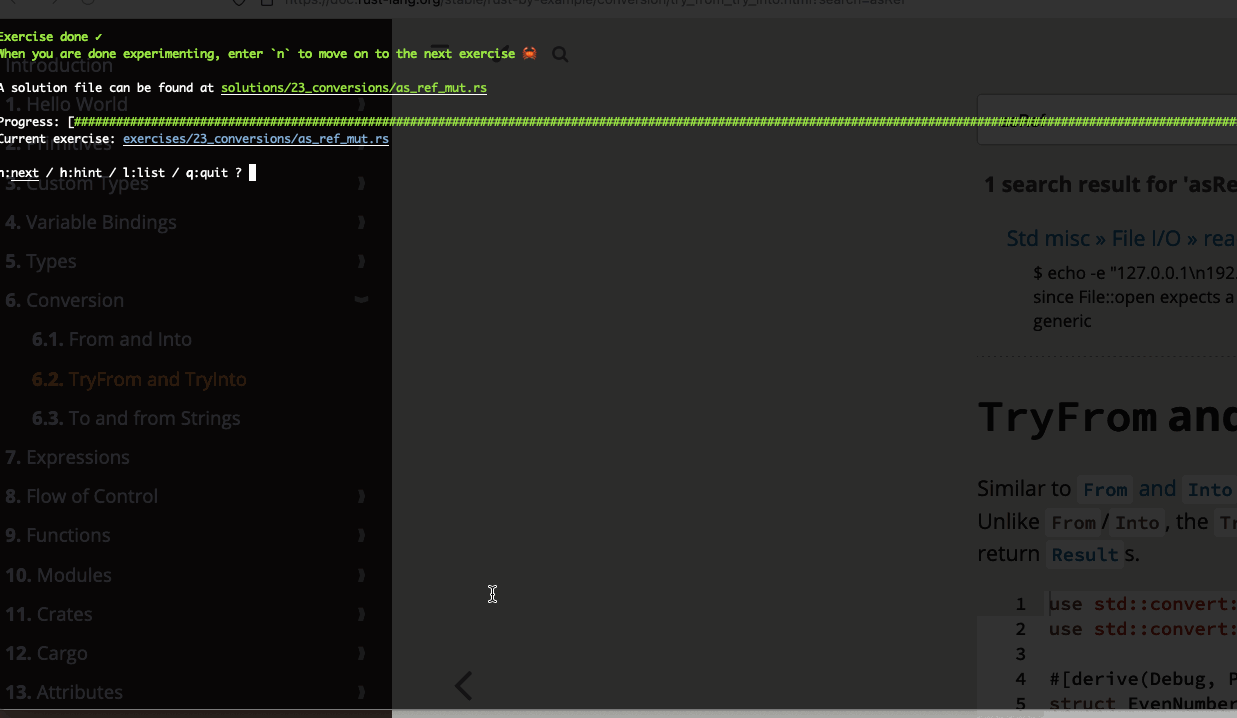 https://doc.rust-lang.org/stable/rust-by-example/conversion/try_from_try_into.html?search=asRef
Exercise done ✓
When you are done experimenting, enter `n` to move on to the next exercise 🦀
A solution file can be found at solutions/23_conversions/as_ref_mut.rs
Progress: [####################################################################################################################################################################
Current exercise: exercises/23_conversions/as_ref_mut.rs
n:next / h:hint / l:list / q:quit ?
Introduction
1. Hello World
2. Primitives
3. Custom Types
4. Variable Bindings
5. Types
6. Conversion
6.1. From and Into
6.2. TryFrom and TryInto
6.3. To and from Strings
7. Expressions
8. Flow of Control
9. Functions
10. Modules
11. Crates
12. Cargo
13. Attributes
asRef
1 search result for 'asRe
Std misc » File I/O » rea
$ echo -e "127.0.0.1\n192.
since File::open expects a
generic
TryFrom and
Similar to From and Into
Unlike From/Into, the Tr
return Results.
1 use std::convert:
2 use std::convert:
3
4 #[derive(Debug, P
5 struct EvenNumber